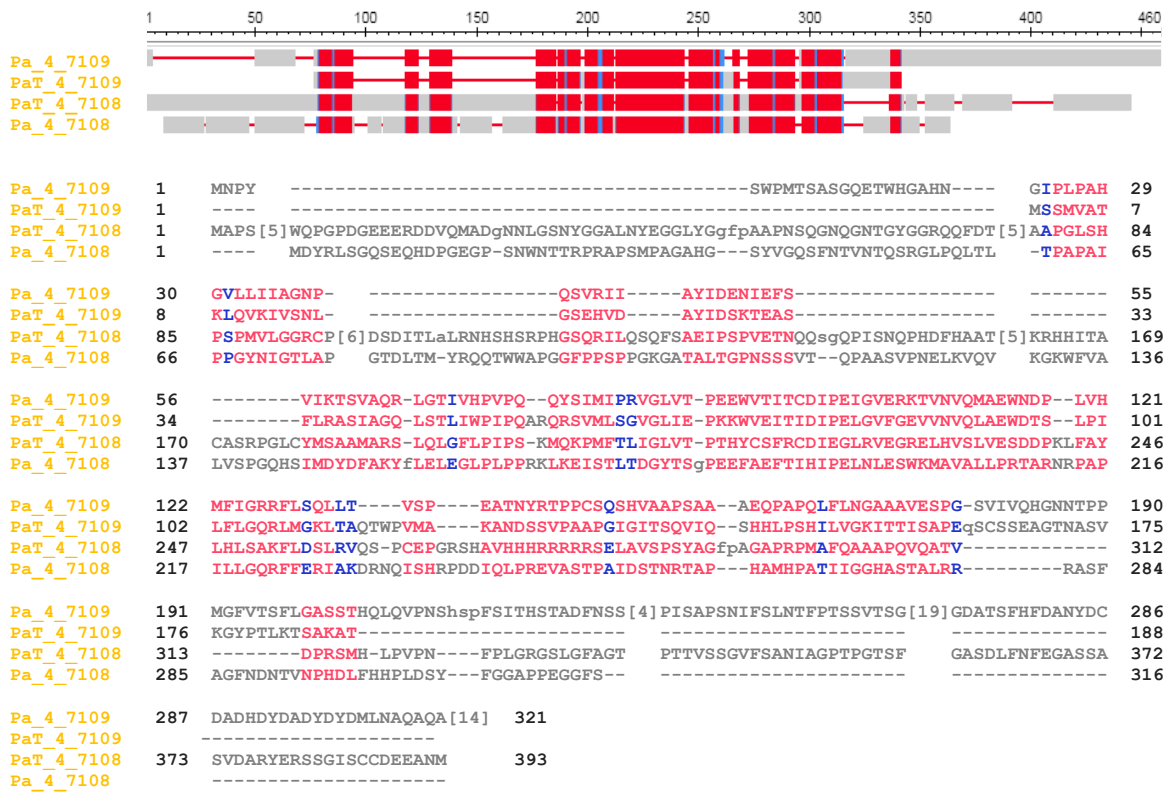 1 50 100 150 200 250 300 350 400 460
Pa_4_7109
PaT_4_7109
PaT_4_7108
Pa_4_7108
Pa_4_7109 1 MNPY ------------------------------------------SWPMTSASGQETWHGAHN---- GIPLPAH 29
PaT_4_7109 1 ---- ---------------------------------------------------------------- MSSMVAT 7
PaT_4_7108 1 MAPS[5]WQPGPDGEEERDDVQMADgNNLGSNYGGALNYEGGLYGgfpAAPNSQGNQGNTGYGGRQQFDT[5]AAPGLSH 84
Pa_4_7108 1 ---- MDYRLSGQSEQHDPGEGP-SNWNTTRPRAPSMPAGAHG---SYVGQSFNTVNTQSRGLPQLTL --TPAPAI 65
Pa_4_7109 30 GVLLIIAGNP- -----------------QSVRII-----AYIDENIEFS------------------ ------- 55
PaT_4_7109 8 KLQVKIVSNL- -----------------GSEHVD-----AYIDSKTEAS------------------ ------- 33
PaT_4_7108 85 PSPMVLGGRCP[6]DSDITLaLRNHSHSRPHGSQRILQSQFSAEIPSPVETNQQsgQPISNQPHDFHAAT[5]KRHHITA 169
Pa_4_7108 66 PPGYNIGTLAP GTDLTM-YRQQTWWAPGGFPPSPPGKGATALTGPNSSSVT--QPAASVPNELKVQV KGKWFVA 136
Pa_4_7109 56 --------VIKTSVAQR-LGTIVHPVPQ--QYSIMIPRVGLVT-PEEWVTITCDIPEIGVERKTVNVQMAEWNDP--LVH 121
PaT_4_7109 34 --------FLRASIAGQ-LSTLIWPIPQARQRSVMLSGVGLIE-PKKWVEITIDIPELGVFGEVVNVQLAEWDTS--LPI 101
PaT_4_7108 170 CASRPGLCYMSAAMARS-LQLGFLPIPS-KMQKPMFTLIGLVT-PTHYCSFRCDIEGLRVEGRELHVSLVESDDPKLFAY 246
Pa_4_7108 137 LVSPGQHSIMDYDFAKYfLELEGLPLPPRKLKEISTLTDGYTSgPEEFAEFTIHIPELNLESWKMAVALLPRTARNRPAP 216
Pa_4_7109 122 MFIGRRFLSQLLT----VSP----EATNYRTPPCSQSHVAAPSAA--AEQPAPQLFLNGAAAVESPG-SVIVQHGNNTPP 190
PaT_4_7109 102 LFLGQRLMGKLTAQTWPVMA----KANDSSVPAAPGIGITSQVIQ--SHHLPSHILVGKITTISAPEqSCSSEAGTNASV 175
PaT_4_7108 247 LHLSAKFLDSLRVQS-PCEPGRSHAVHHHRRRRRSELAVSPSYAGfpAGAPRPMAFQAAAPQVQATV------------- 312
Pa_4_7108 217 ILLGQRFFERIAKDRNQISHRPDDIQLPREVASTPAIDSTNRTAP---HAMHPATIIGGHASTALRR---------RASF 284
Pa_4_7109 191 MGFVTSFLGASSTHQLQVPNShspFSITHSTADFNSS[4]PISAPSNIFSLNTFPTSSVTSG[19]GDATSFHFDANYDC 286
PaT_4_7109 176 KGYPTLKTSAKAT------------------------ ---------------------- -------------- 188
PaT_4_7108 313 --------DPRSMH-LPVPN----FPLGRGSLGFAGT PTTVSSGVFSANIAGPTPGTSF GASDLFNFEGASSA 372
Pa_4_7108 285 AGFNDNTVNPHDLFHHPLDSY---FGGAPPEGGFS-- ---------------------- -------------- 316
Pa_4_7109 287 DADHDYDADYDYDMLNAQAQA[14] 321
PaT_4_7109 ---------------------
PaT_4_7108 373 SVDARYERSSGISCCDEEANM 393
Pa_4_7108 ---------------------